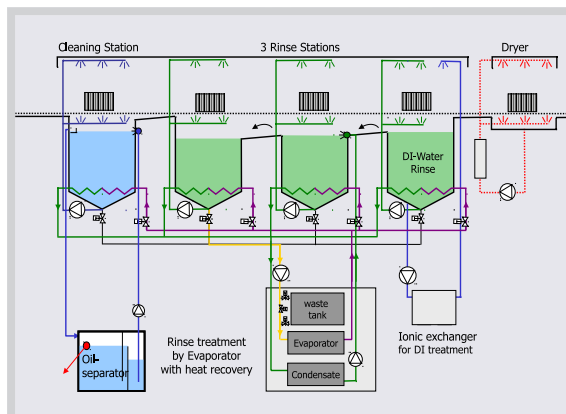 Cleaning Station
3 Rinse Stations
Dryer
DI-Water
Rinse
waste
tank
Evaporator
Condensate
Rinse treatment
by Evaporator
with heat recovery
Oil-
separator
Ionic exchanger
for DI treatment